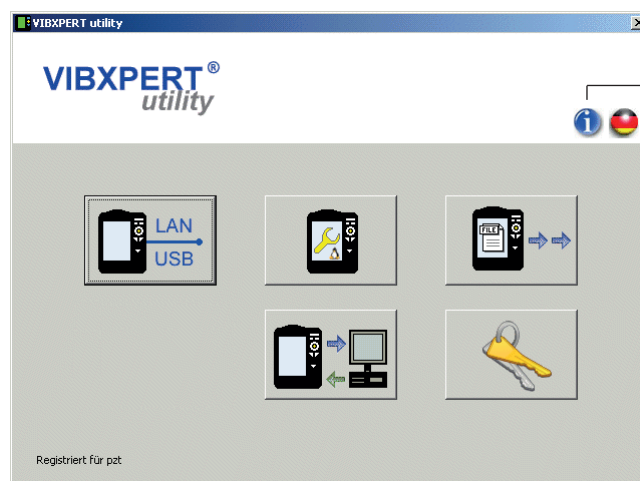 VIBXPERT utility
VIBXPERT®
utility
i
LAN
USB
FILE
Registriert für pzt